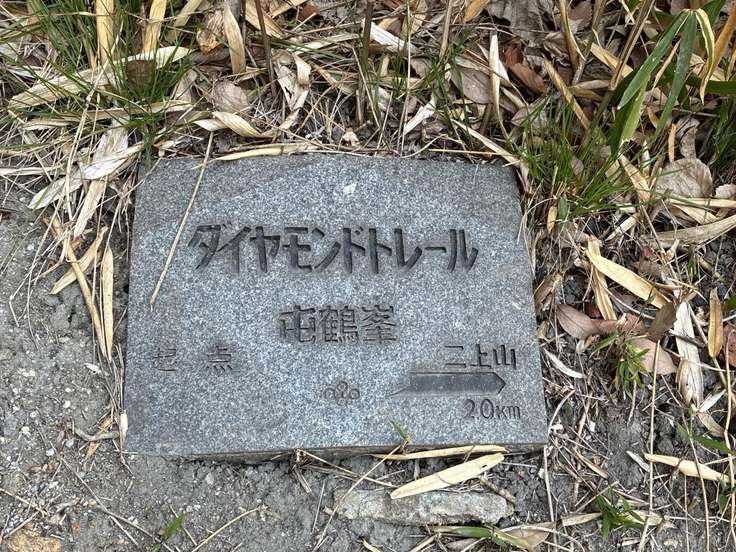 ダイヤモンドトレール
屯鶴峯
起点
二上山
2.0km